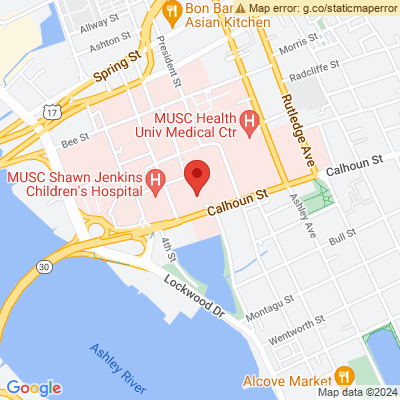 Map error: g.co/staticmaperror
Bon Ban
Asian Kitchen
Allway St
Ashton St
Spring St
President St
Morris St
Radcliffe St
17
Bee St
MUSC Health
Univ Medical Ctr
Rutledge Ave
MUSC Shawn Jenkins
Children's Hospital
H
H
Calhoun St
Calhoun St
Ashley Ave
Bull St
4th St
30
Lockwood Dr
Montagu St
Wentworth St
Ashley River
Alcove Market
Google
Map data ©2024